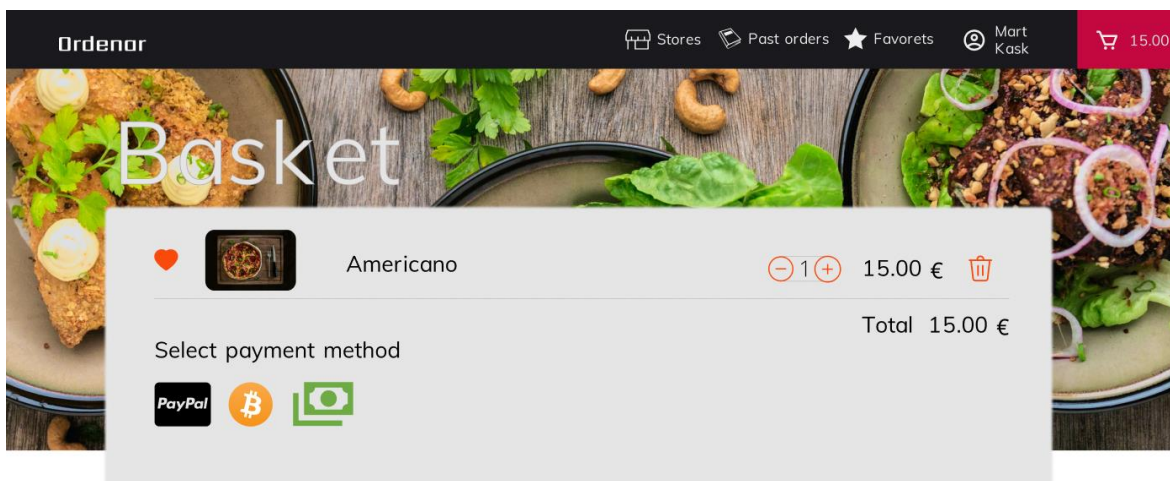 Ordenar
Stores
Past orders
Favorets
Mart
Kask
15.00
Basket
Americano
1
15.00 €
Total 15.00 €
Select payment method
PayPal